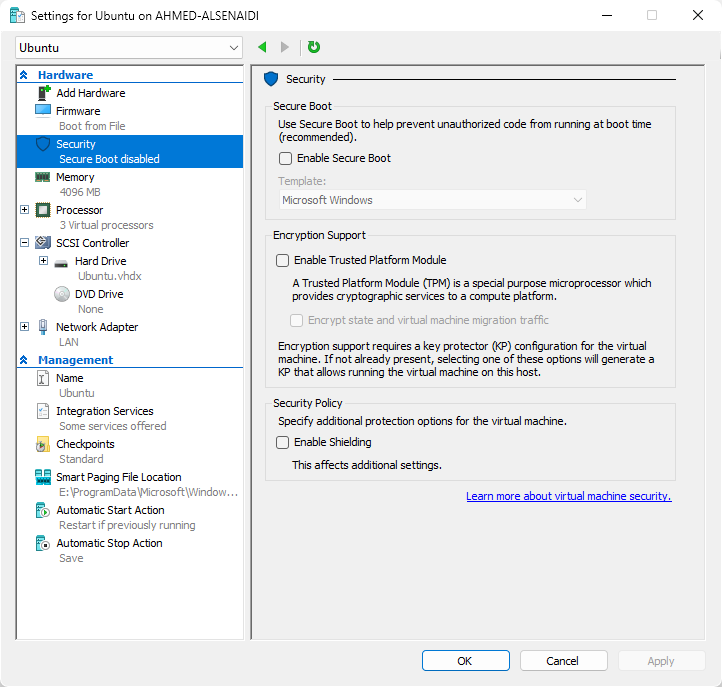 Settings for Ubuntu on AHMED-ALSENAIDI
Ubuntu
Hardware
Add Hardware
Firmware
Boot from File
Security
Secure Boot disabled
Memory
4096 MB
Processor
3 Virtual processors
SCSI Controller
Hard Drive
Ubuntu.vhdx
DVD Drive
None
Network Adapter
LAN
Management
Name
Ubuntu
Integration Services
Some services offered
Checkpoints
Standard
Smart Paging File Location
E:\ProgramData\Microsoft\Window...
Automatic Start Action
Restart if previously running
Automatic Stop Action
Save
Security
Secure Boot
Use Secure Boot to help prevent unauthorized code from running at boot time
(recommended).
Enable Secure Boot
Template:
Microsoft Windows
Encryption Support
Enable Trusted Platform Module
A Trusted Platform Module (TPM) is a special purpose microprocessor which
provides cryptographic services to a compute platform.
Encrypt state and virtual machine migration traffic
Encryption support requires a key protector (KP) configuration for the virtual
machine. If not already present, selecting one of these options will generate a
KP that allows running the virtual machine on this host.
Security Policy
Specify additional protection options for the virtual machine.
Enable Shielding
This affects additional settings.
Learn more about virtual machine security.
OK
Cancel
Apply